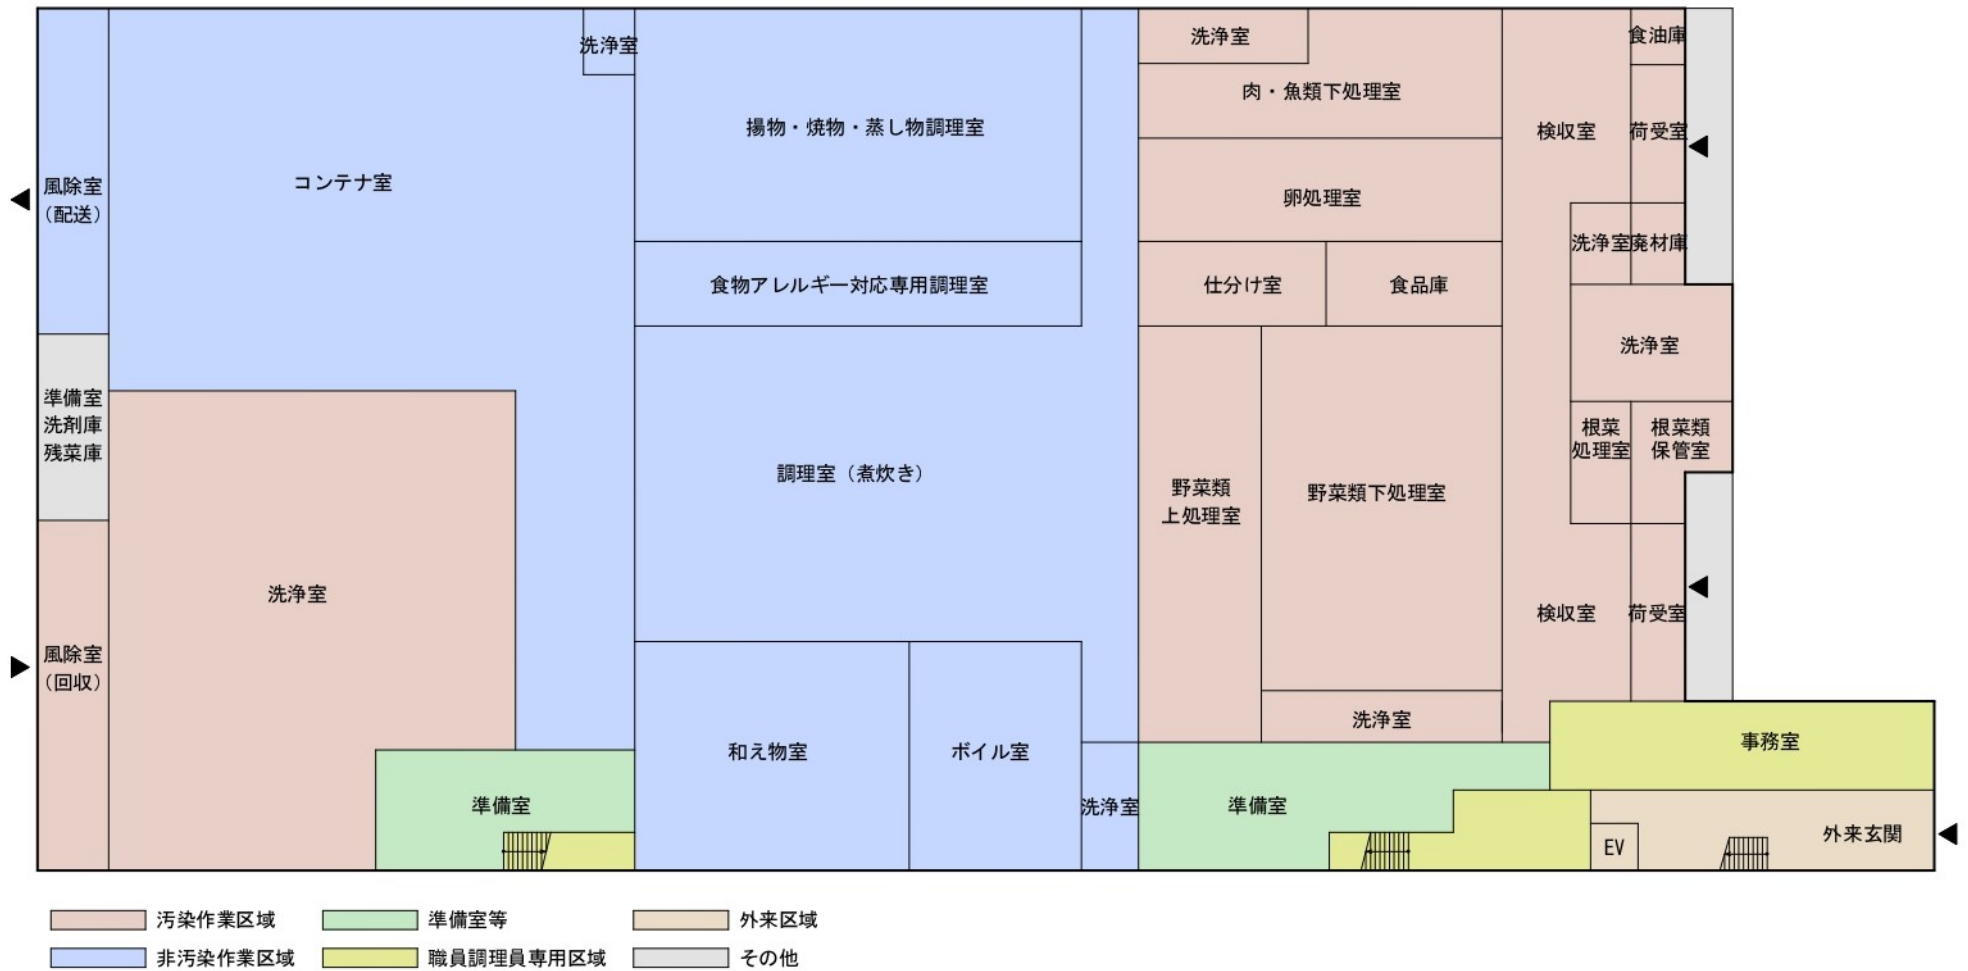 洗浄室
コンテナ室
風除室
（配送）
準備室
洗剤庫
残菜庫
風除室
（回収）
洗浄室
準備室
揚物・焼物・蒸し物調理室
食物アレルギー対応専用調理室
調理室（煮炊き）
和え物室
ボイル室
洗浄室
洗浄室
肉・魚類下処理室
卵処理室
仕分け室
食品庫
野菜類
上処理室
野菜類下処理室
洗浄室
準備室
検収室
食油庫
荷受室
洗浄室
廃材庫
洗浄室
根菜
処理室
根菜類
保管室
検収室
荷受室
事務室
EV
外来玄関
汚染作業区域
準備室等
外来区域
非汚染作業区域
職員調理員専用区域
その他